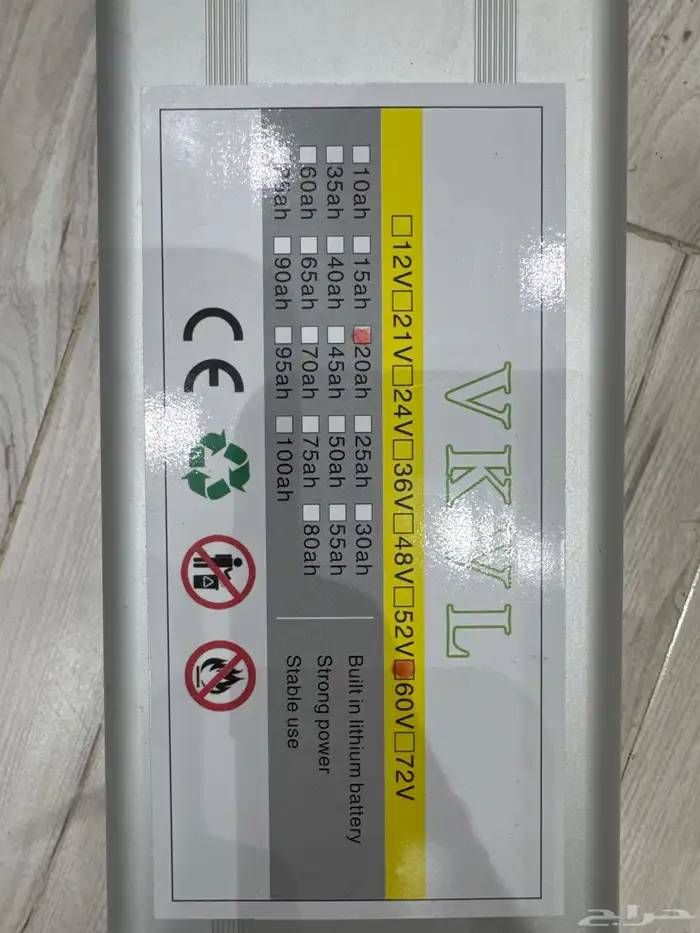 12V 21V 24V 36V 48V 52V 60V 72V
10ah 15ah 20ah 25ah 30ah
35ah 40ah 45ah 50ah 55ah
60ah 65ah 70ah 75ah 80ah
90ah 95ah 100ah
Built in lithium battery
Strong power
Stable use
CE
حراج